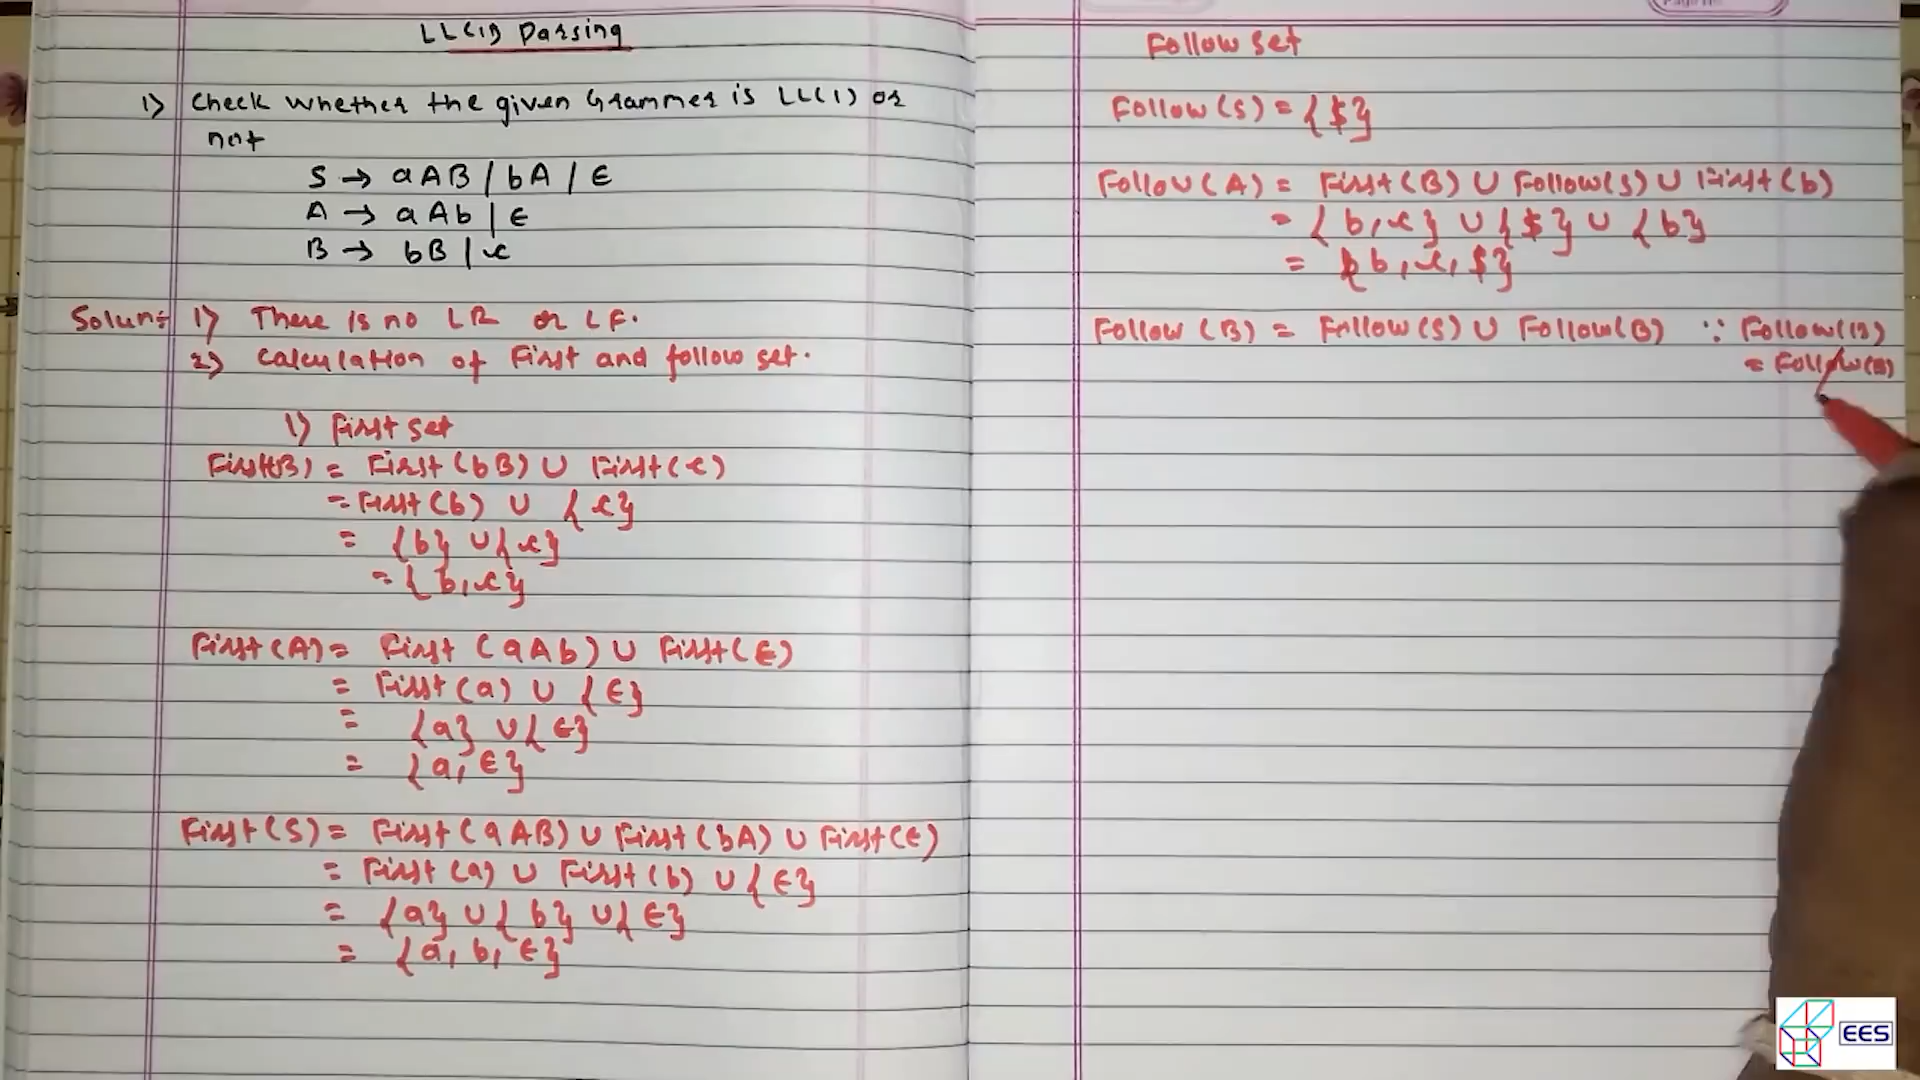 LL(1) Parsing
1) Check whether the given Grammer is LL(1) or
not
S → aAB | bA | ϵ
A → aAb | ϵ
B → bB | c
Solun: 1) There is no LR or LF.
2) Calculation of First and follow set.
1) First set
First(B) = First(bB) ∪ First(c)
= First(b) ∪ {c}
= {b} ∪ {c}
= {b,c}
First(A) = First(aAb) ∪ First(ϵ)
= First(a) ∪ {ϵ}
= {a} ∪ {ϵ}
= {a, ϵ}
First(S) = First(aAB) ∪ First(bA) ∪ First(ϵ)
= First(a) ∪ First(b) ∪ {ϵ}
= {a} ∪ {b} ∪ {ϵ}
= {a, b, ϵ}
Follow set
Follow(S) = {$}
Follow(A) = First(B) ∪ Follow(S) ∪ First(b)
= {b,c} ∪ {$} ∪ {b}
= {b,c,$}
Follow(B) = Follow(S) ∪ Follow(B) ∵ Follow(B)
= Follow(B)
EES